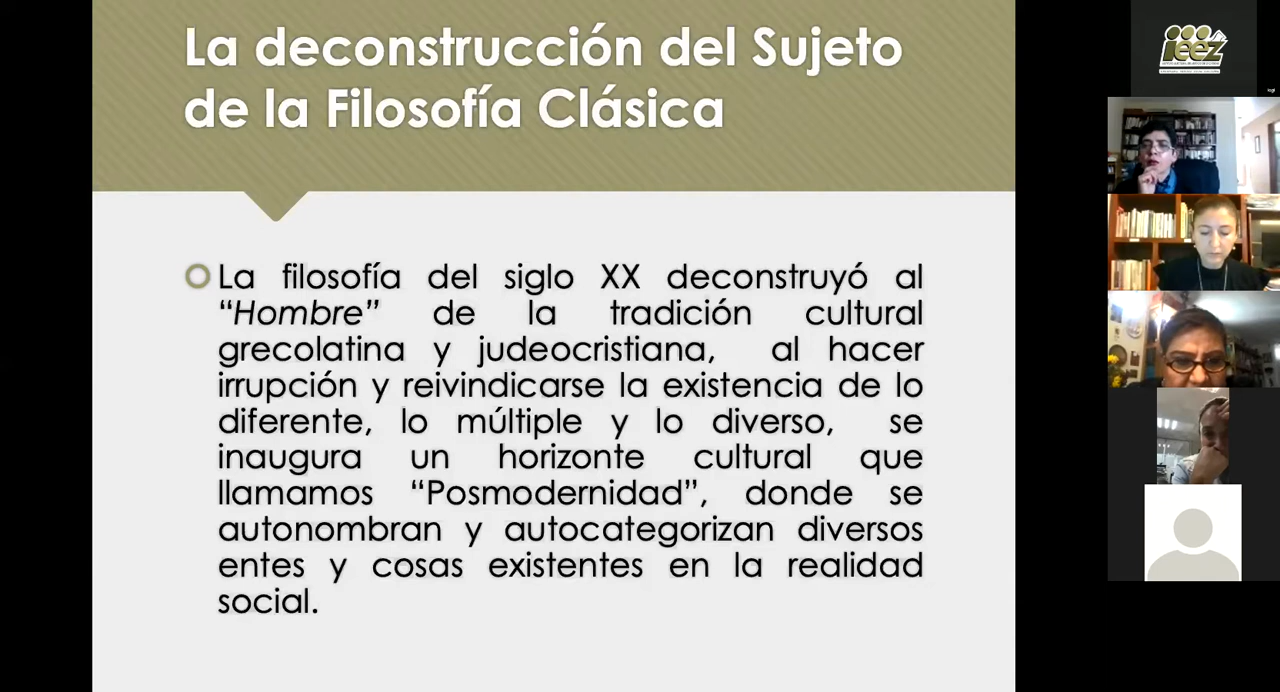 La deconstrucción del Sujeto
de la Filosofía Clásica
La filosofía del siglo XX deconstruyó al
“Hombre” de la tradición cultural
grecolatina y judeocristiana, al hacer
irrupción y reivindicarse la existencia de lo
diferente, lo múltiple y lo diverso, se
inaugura un horizonte cultural que
llamamos “Posmodernidad”, donde se
autonombran y autocategorizan diversos
entes y cosas existentes en la realidad
social.
ieez